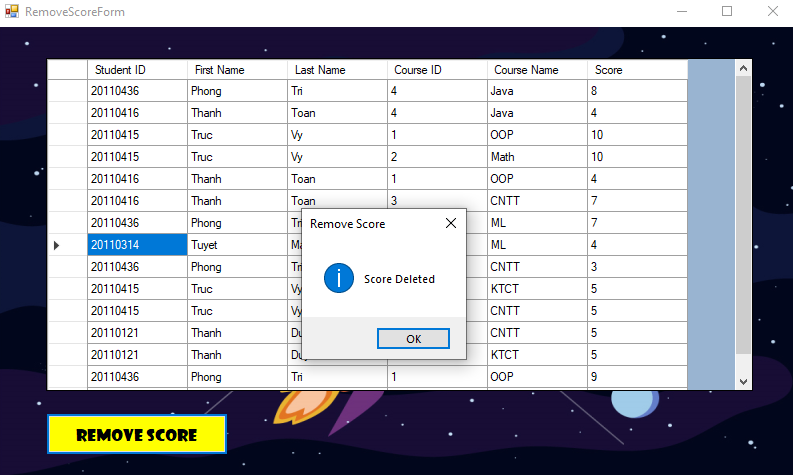 RemoveScoreForm
Student ID First Name Last Name Course ID Course Name Score
20110436 Phong Tri 4 Java 8
20110416 Thanh Toan 4 Java 4
20110415 Truc Vy 1 OOP 10
20110415 Truc Vy 2 Math 10
20110416 Thanh Toan 1 OOP 4
20110416 Thanh Toan 3 CNTT 7
20110436 Phong ML 7
20110314 Tuyet ML 4
20110436 Phong CNTT 3
20110415 Truc KTCT 5
20110415 Truc CNTT 5
20110121 Thanh CNTT 5
20110121 Thanh KTCT 5
20110436 Phong Tri 1 OOP 9
Remove Score
Score Deleted
OK
REMOVE SCORE